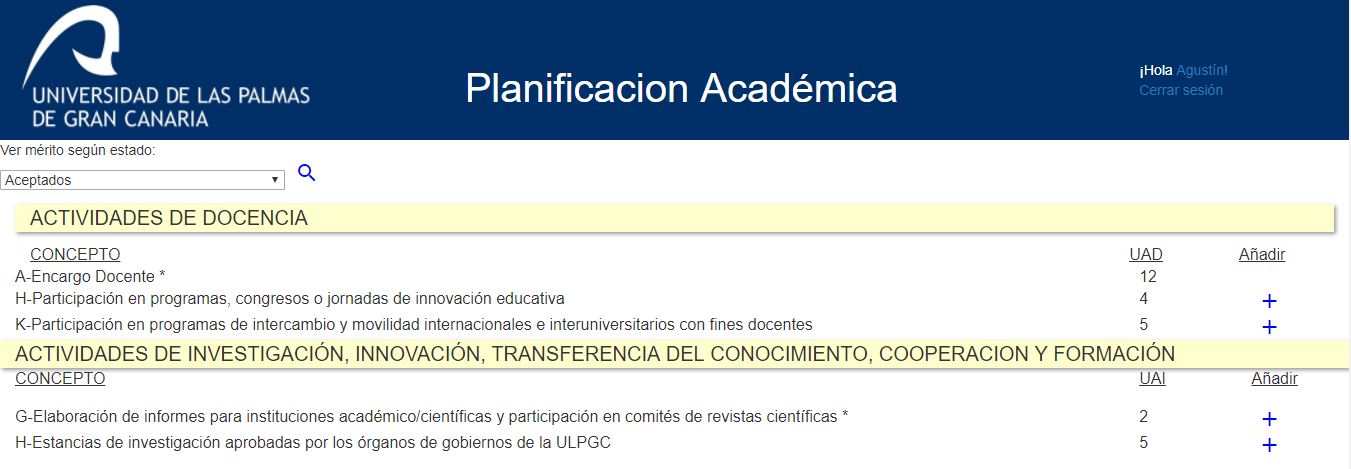 UNIVERSIDAD DE LAS PALMAS
DE GRAN CANARIA
Planificacion Académica
¡Hola Agustín!
Cerrar sesión
Ver mérito según estado:
Aceptados
ACTIVIDADES DE DOCENCIA
CONCEPTO UAD Añadir
A-Encargo Docente * 12
H-Participación en programas, congresos o jornadas de innovación educativa 4 +
K-Participación en programas de intercambio y movilidad internacionales e interuniversitarios con fines docentes 5 +
ACTIVIDADES DE INVESTIGACIÓN, INNOVACIÓN, TRANSFERENCIA DEL CONOCIMIENTO, COOPERACION Y FORMACIÓN
CONCEPTO UAI Añadir
G-Elaboración de informes para instituciones académico/científicas y participación en comités de revistas científicas * 2 +
H-Estancias de investigación aprobadas por los órganos de gobiernos de la ULPGC 5 +